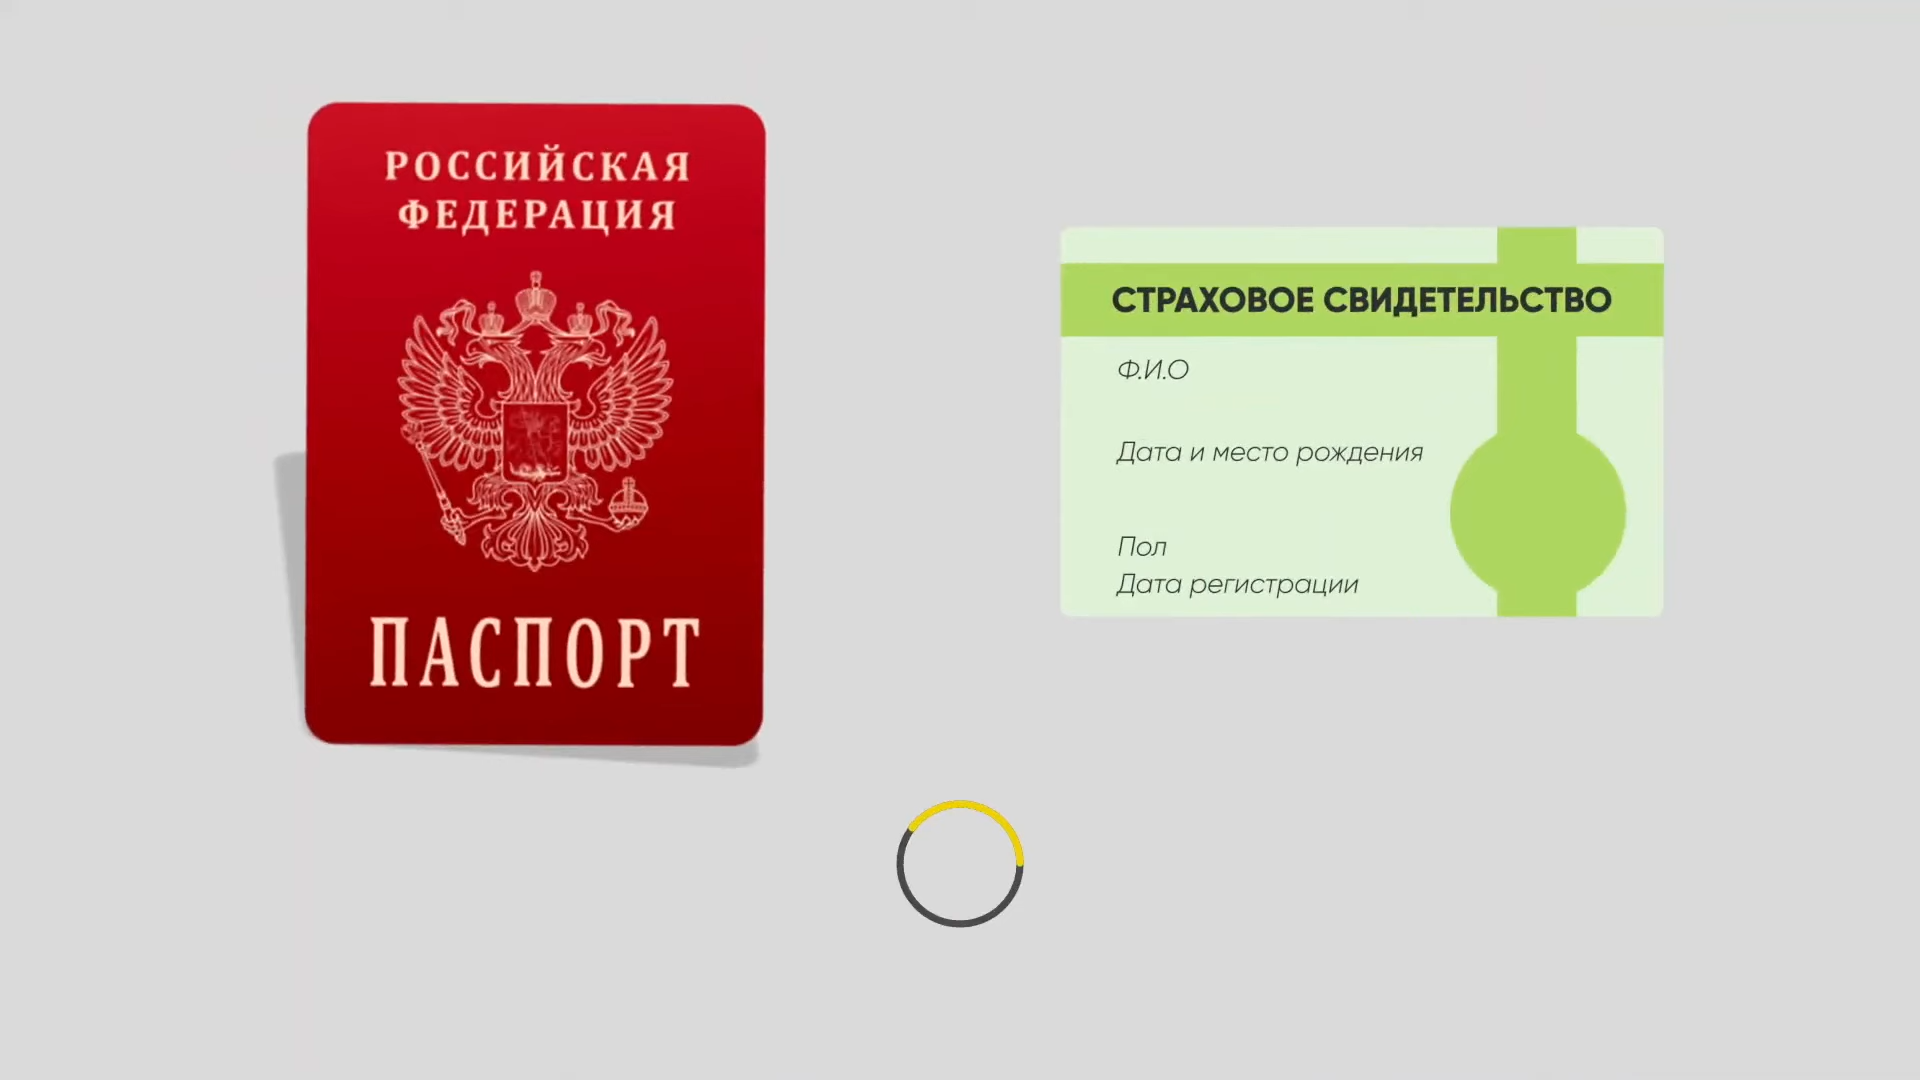 РОССИЙСКАЯ
ФЕДЕРАЦИЯ
ПАСПОРТ
СТРАХОВОЕ СВИДЕТЕЛЬСТВО
Ф.И.О
Дата и место рождения
Пол
Дата регистрации